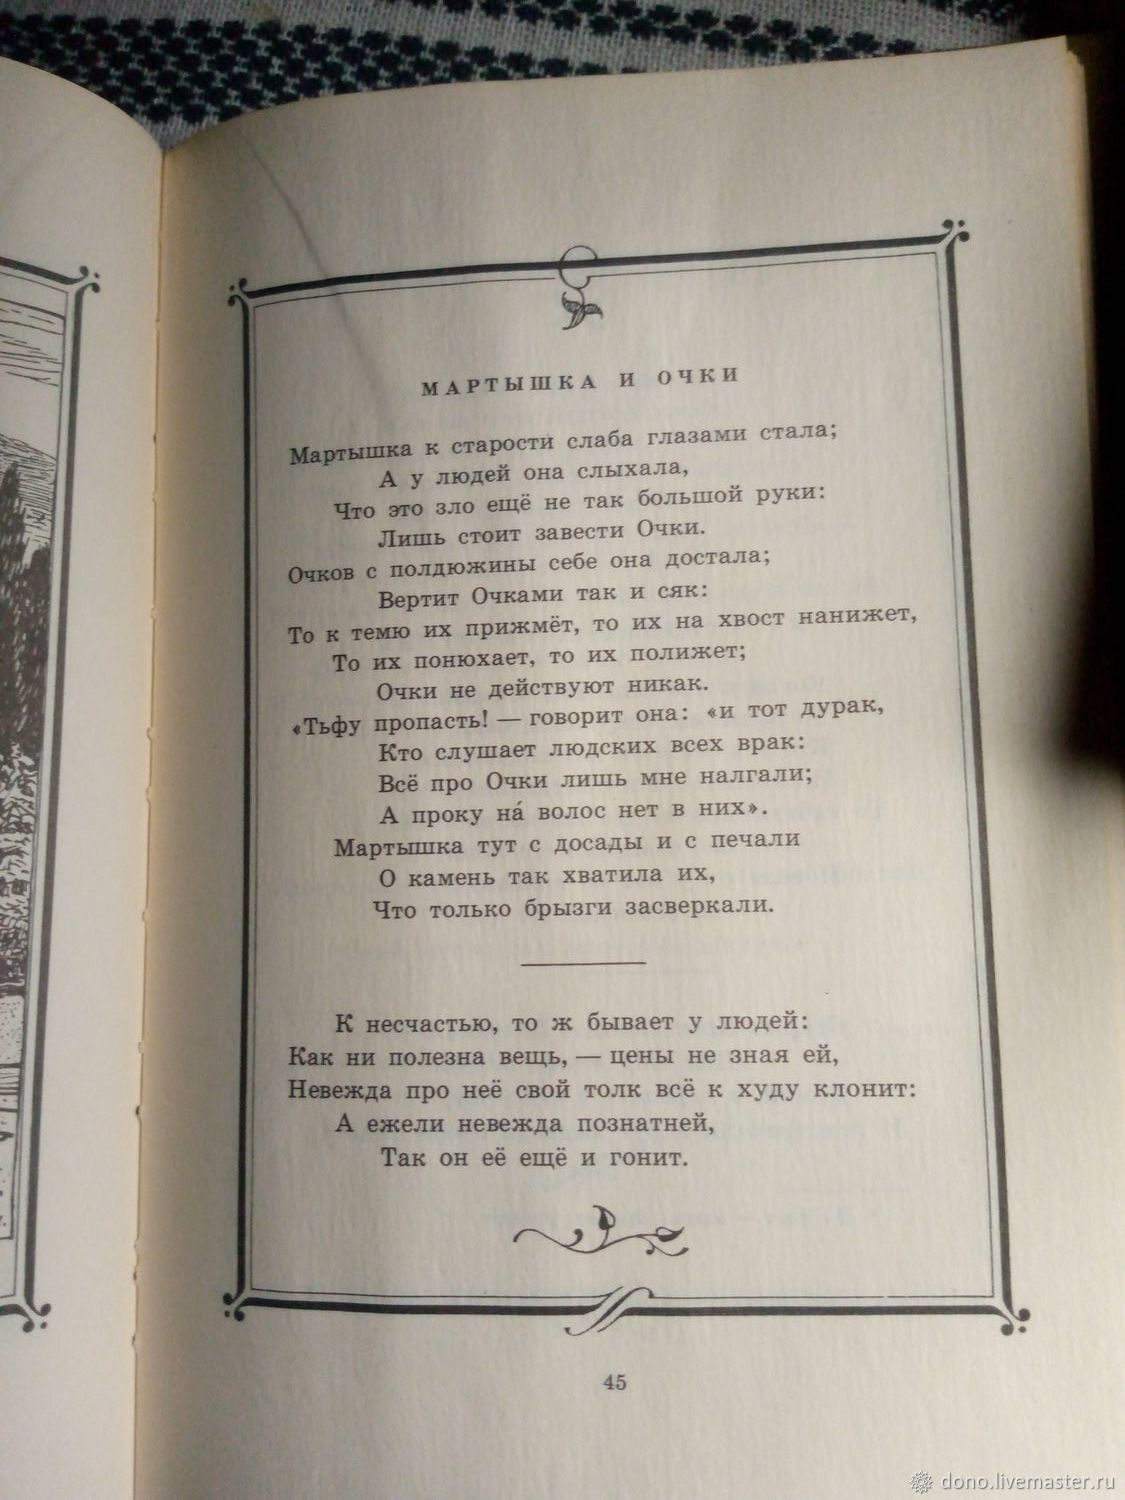 МАРТЫШКА И ОЧКИ
Мартышка к старости слаба глазами стала;
А у людей она слыхала,
Что это зло ещё не так большой руки:
Лишь стоит завести Очки.
Очков с полдюжины себе она достала;
Вертит Очками так и сяк:
То к темю их прижмёт, то их на хвост нанижет,
То их понюхает, то их полижет;
Очки не действуют никак.
«Тьфу пропасть! — говорит она: «и тот дурак,
Кто слушает людских всех врак:
Всё про Очки лишь мне налгали;
А проку на́ волос нет в них».
Мартышка тут с досады и с печали
О камень так хватила их,
Что только брызги засверкали.
К несчастью, то ж бывает у людей:
Как ни полезна вещь, — цены не зная ей,
Невежда про неё свой толк всё к худу клонит:
А ежели невежда познатней,
Так он её ещё и гонит.
45
dono.livemaster.ru